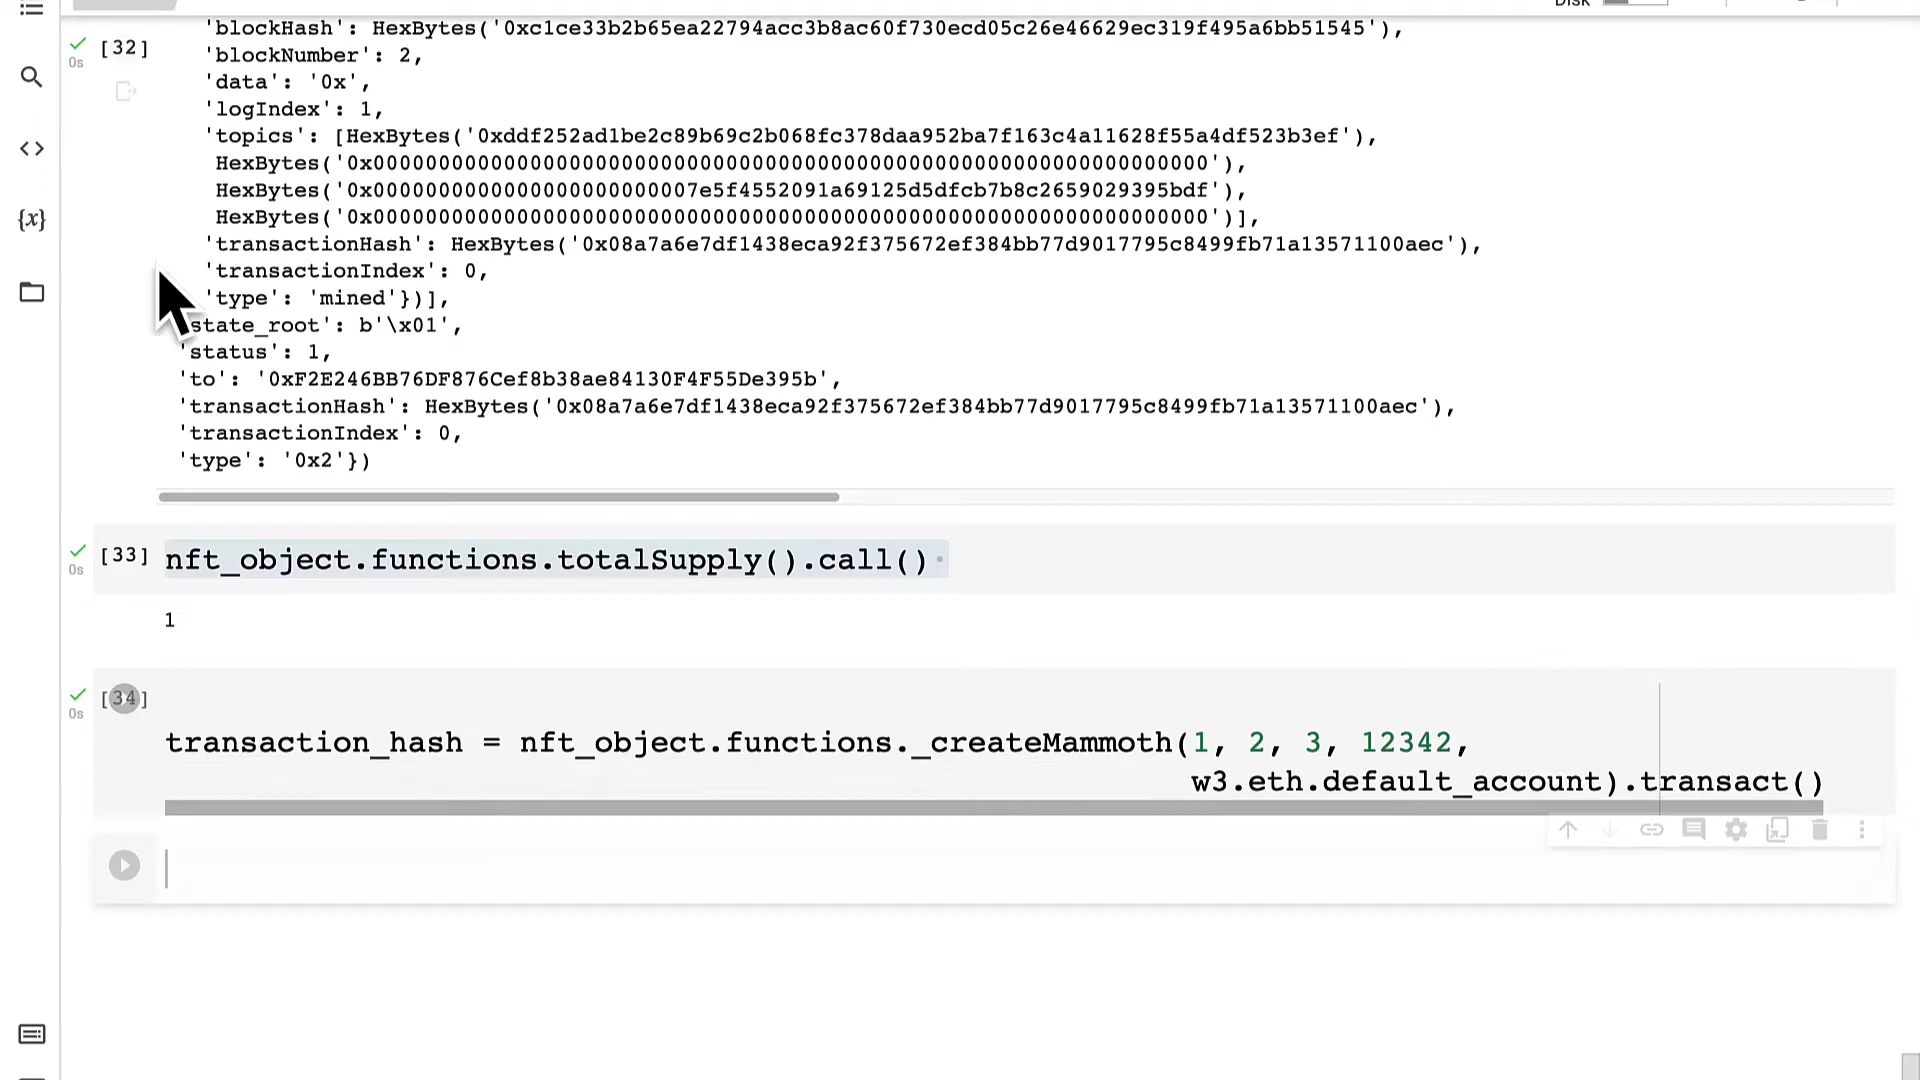 Disk
'blockHash': HexBytes('0xc1ce33b2b65ea22794acc3b8ac60f730ecd05c26e46629ec319f495a6bb51545'),
[32]
0s
'blockNumber': 2,
'data': '0x',
'logIndex': 1,
'topics': [HexBytes('0xddf252ad1be2c89b69c2b068fc378daa952ba7f163c4a11628f55a4df523b3ef'),
HexBytes('0x0000000000000000000000000000000000000000000000000000000000000000'),
HexBytes('0x0000000000000000000000007e5f4552091a69125d5dfcb7b8c2659029395bdf'),
HexBytes('0x0000000000000000000000000000000000000000000000000000000000000000')],
'transactionHash': HexBytes('0x08a7a6e7df1438eca92f375672ef384bb77d9017795c8499fb71a13571100aec'),
'transactionIndex': 0,
'type': 'mined'})],
state_root': b'\x01',
'status': 1,
'to': '0xF2E246BB76DF876Cef8b38ae84130F4F55De395b',
'transactionHash': HexBytes('0x08a7a6e7df1438eca92f375672ef384bb77d9017795c8499fb71a13571100aec'),
'transactionIndex': 0,
'type': '0x2'})
[33] nft_object.functions.totalSupply().call()
0s
1
[34]
0s
transaction_hash = nft_object.functions._createMammoth(1, 2, 3, 12342,
w3.eth.default_account).transact()